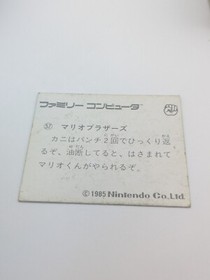 ファミリー コンピュータ
マリオブラザーズ
カニはパンチ2回でひっくり返
るぞ。油断してると、はさまれて
マリオくんがやられるぞ。
©1985 Nintendo Co.,Ltd.